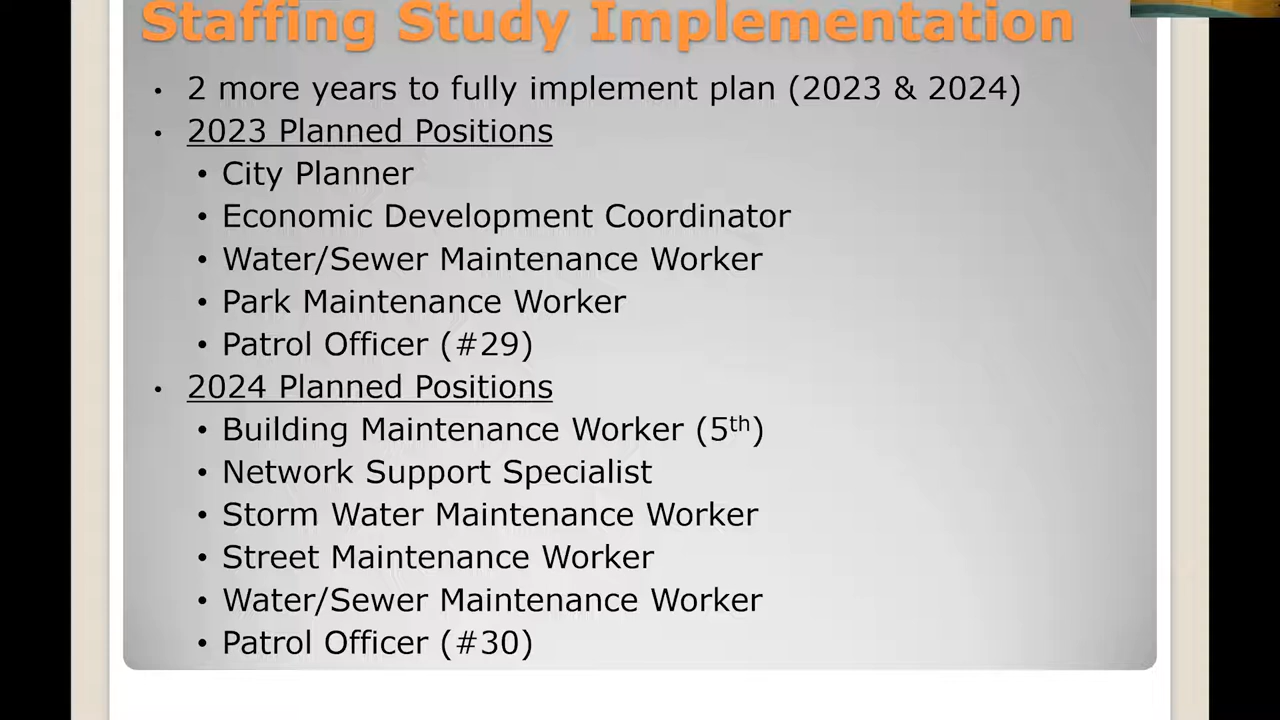 Staffing Study Implementation
• 2 more years to fully implement plan (2023 & 2024)
• 2023 Planned Positions
• City Planner
• Economic Development Coordinator
• Water/Sewer Maintenance Worker
• Park Maintenance Worker
• Patrol Officer (#29)
• 2024 Planned Positions
• Building Maintenance Worker (5th)
• Network Support Specialist
• Storm Water Maintenance Worker
• Street Maintenance Worker
• Water/Sewer Maintenance Worker
• Patrol Officer (#30)